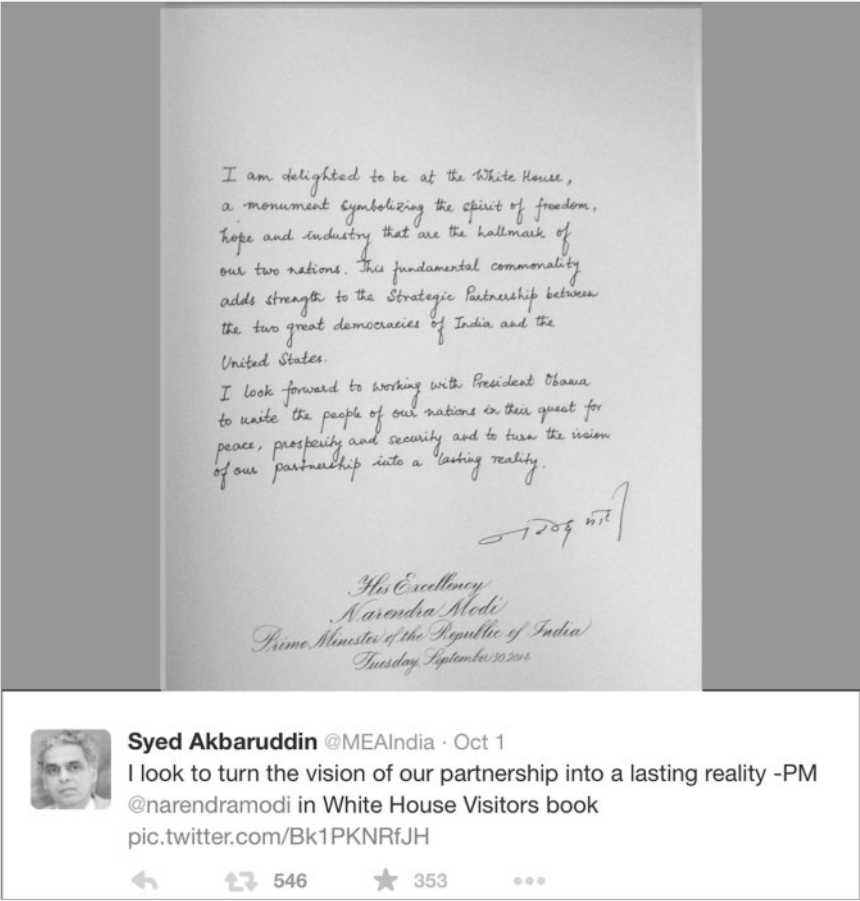 I am delighted to be at the White House,
a monument symbolizing the spirit of freedom,
hope and industry that are the hallmark of
our two nations. This fundamental commonality
adds strength to the Strategic Partnership between
the two great democracies of India and the
United States.
I look forward to working with President Obama
to unite the people of our nations in their quest for
peace, prosperity and security and to turn the vision
of our partnership into a lasting reality.
नरेन्द्र मोदी
His Excellency
Narendra Modi
Prime Minister of the Republic of India
Tuesday, September 30, 2014
Syed Akbaruddin @MEAIndia · Oct 1
I look to turn the vision of our partnership into a lasting reality -PM
@narendramodi in White House Visitors book
pic.twitter.com/Bk1PKNRfJH
546 353